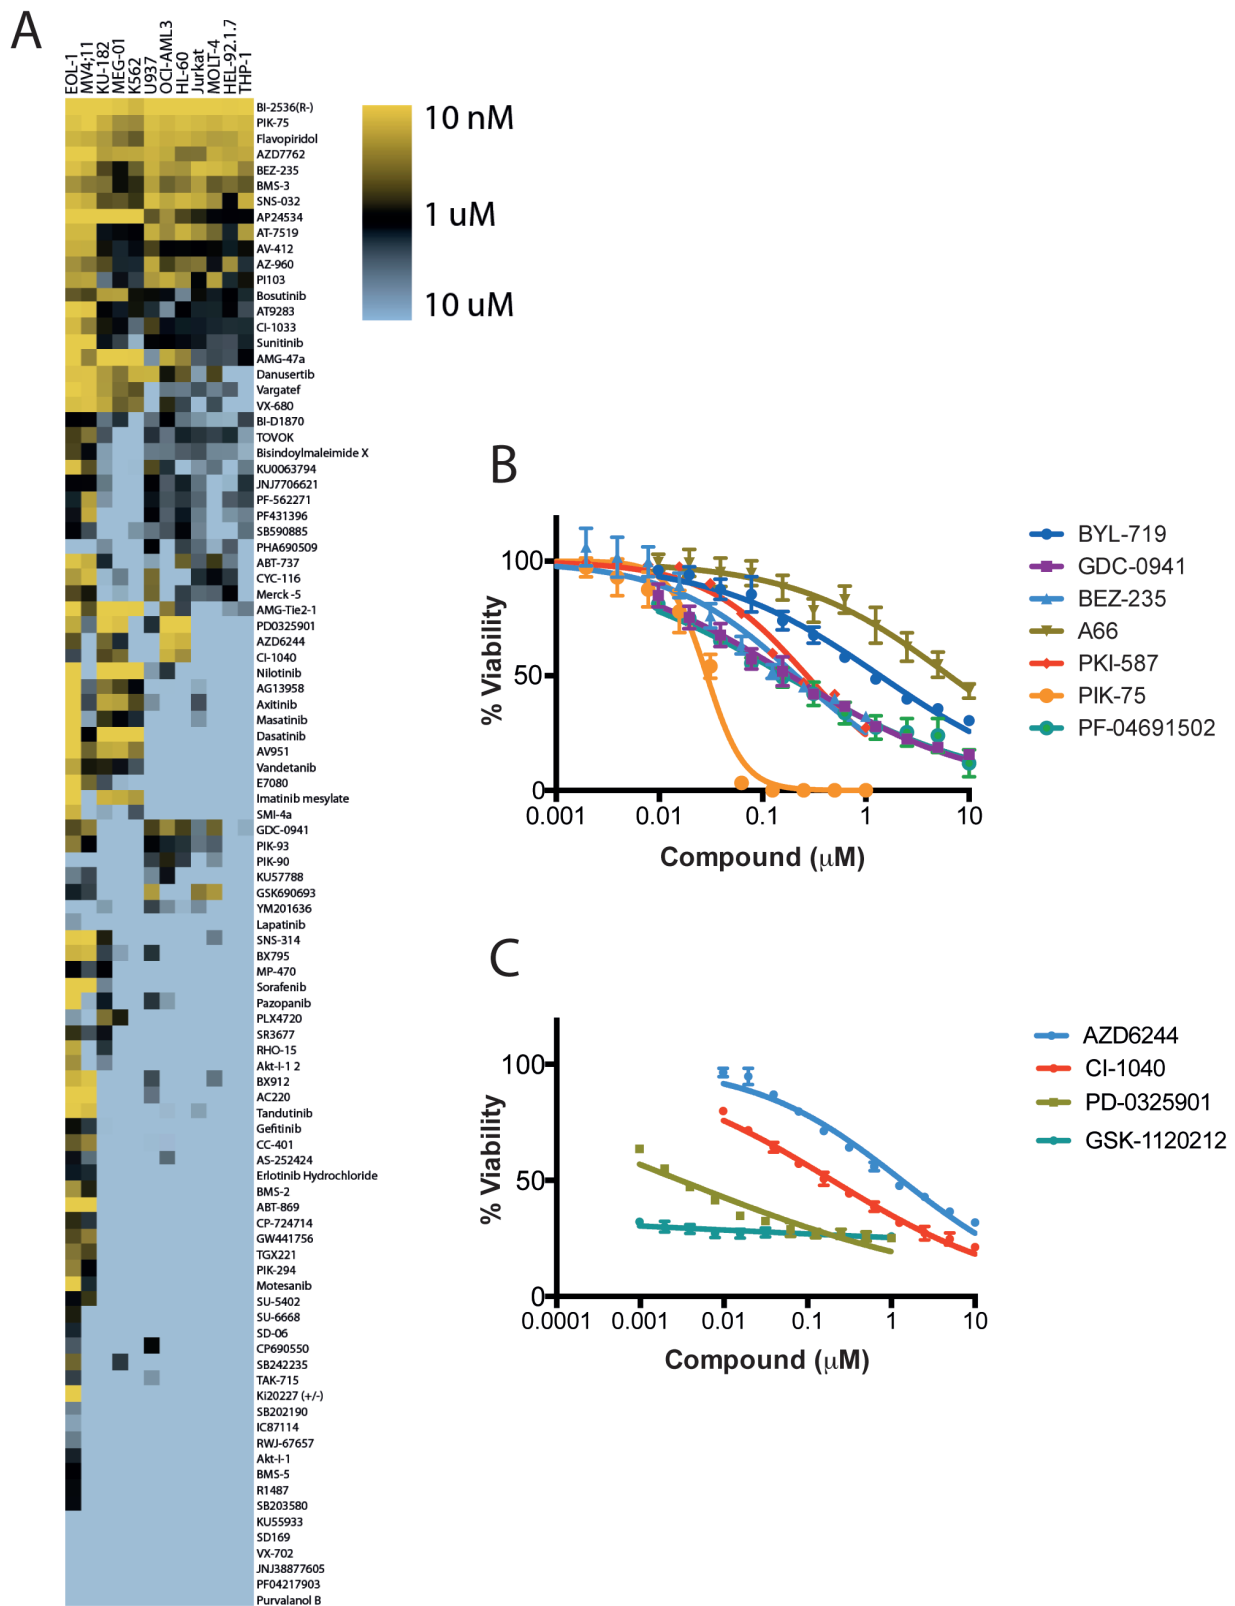 A
EOL-1
MV4;11
KU-182
MEG-01
K562
U937
OCI-AML3
HL-60
Jurkat
MOLT-4
HEL-92.1.7
THP-1
BI-2536(R-)
PIK-75
Flavopiridol
AZD7762
BEZ-235
BMS-3
SNS-032
AP24534
AT-7519
AV-412
AZ-960
PI103
Bosutinib
AT9283
CI-1033
Sunitinib
AMG-47a
Danusertib
Vargatef
VX-680
BI-D1870
TOVOK
Bisindoylmaleimide X
KU0063794
JNJ7706621
PF-562271
PF431396
SB590885
PHA690509
ABT-737
CYC-116
Merck -5
AMG-Tie2-1
PD0325901
AZD6244
CI-1040
Nilotinib
AG13958
Axitinib
Masatinib
Dasatinib
AV951
Vandetanib
E7080
Imatinib mesylate
SMI-4a
GDC-0941
PIK-93
PIK-90
KU57788
GSK690693
YM201636
Lapatinib
SNS-314
BX795
MP-470
Sorafenib
Pazopanib
PLX4720
SR3677
RHO-15
Akt-I-1 2
BX912
AC220
Tandutinib
Gefitinib
CC-401
AS-252424
Erlotinib Hydrochloride
BMS-2
ABT-869
CP-724714
GW441756
TGX221
PIK-294
Motesanib
SU-5402
SU-6668
SD-06
CP690550
SB242235
TAK-715
Ki20227 (+/-)
SB202190
IC87114
RWJ-67657
Akt-I-1
BMS-5
R1487
SB203580
KU55933
SD169
VX-702
JNJ38877605
PF04217903
Purvalanol B
10 nM
1 uM
10 uM
B
% Viability
100
50
0
0.001
0.01
0.1
1
10
Compound (µM)
BYL-719
GDC-0941
BEZ-235
A66
PKI-587
PIK-75
PF-04691502
C
% Viability
100
50
0
0.0001
0.001
0.01
0.1
1
10
Compound (µM)
AZD6244
CI-1040
PD-0325901
GSK-1120212